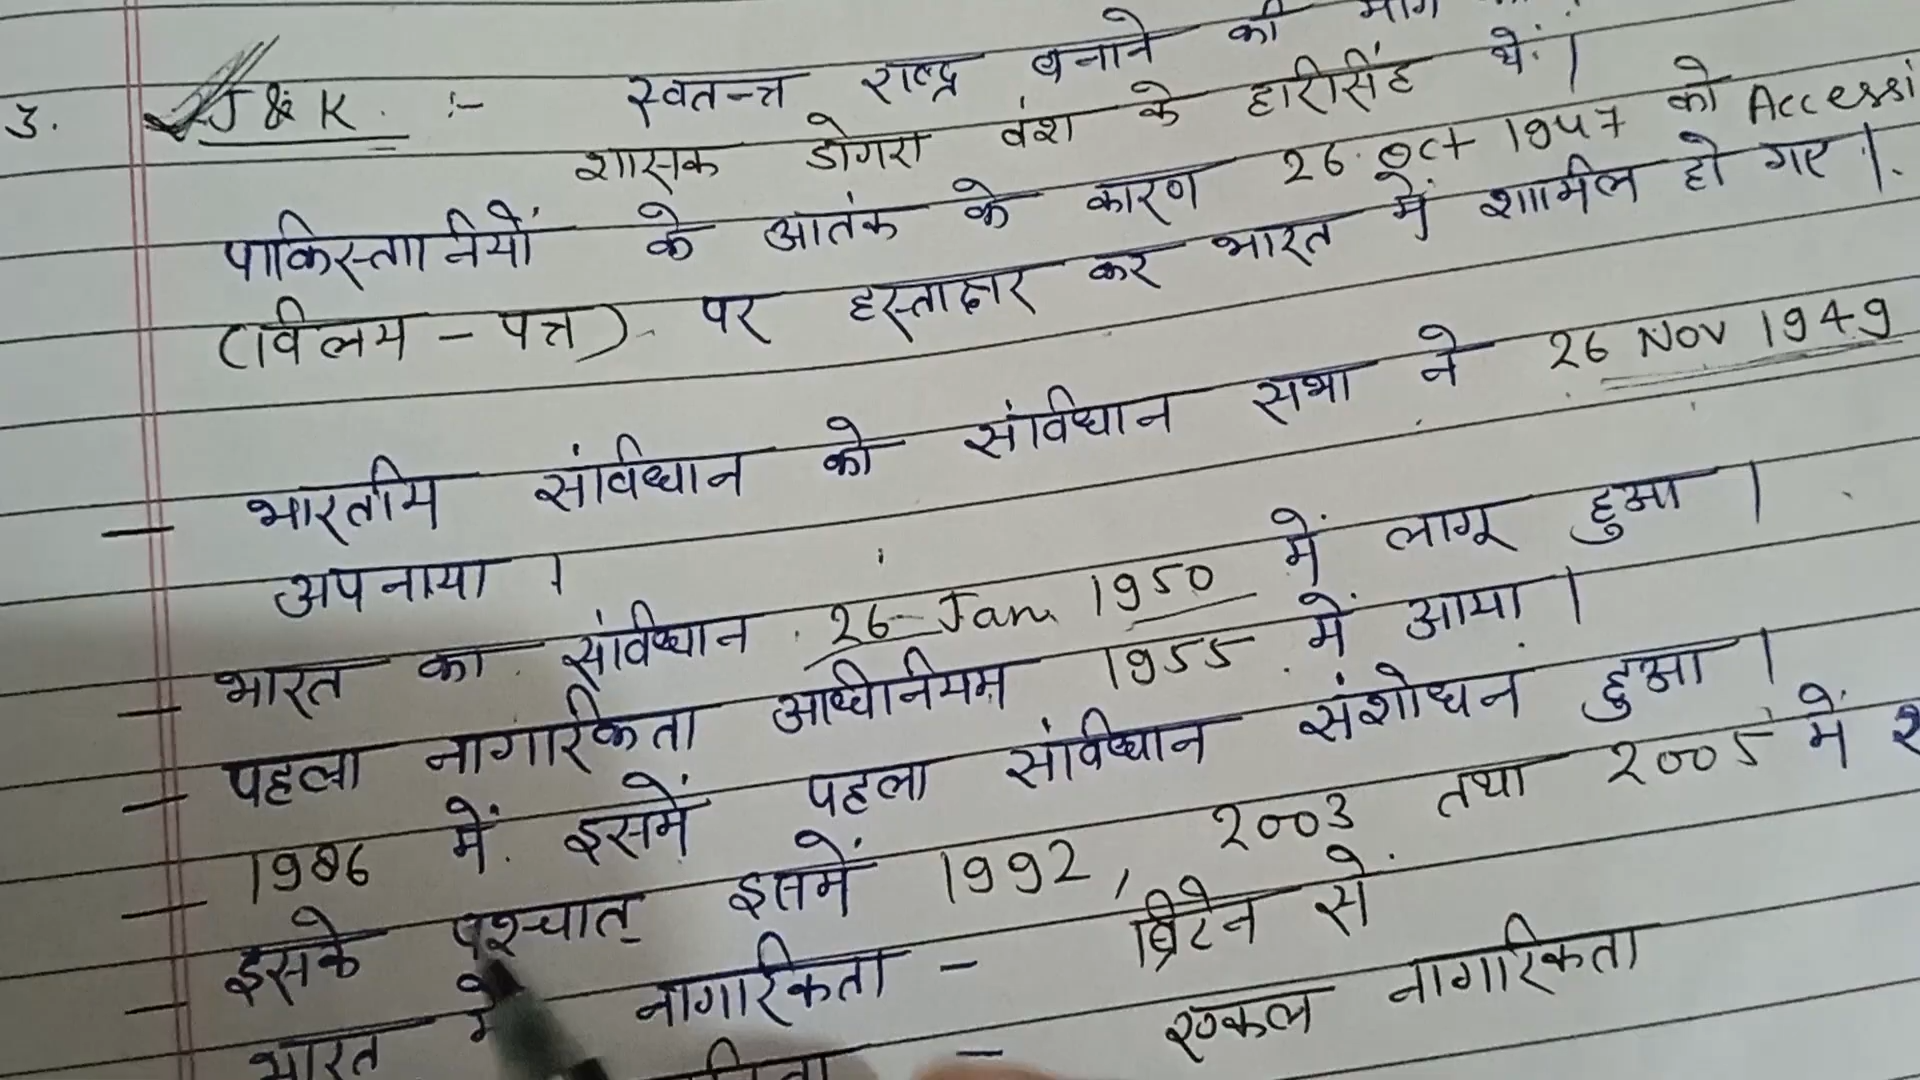 3. J & K. :- स्वतन्त्र राष्ट्र बनाने की मांग
शासक डोगरा वंश के हारीसिंह थे।
पाकिस्तानियों के आतंक के कारण 26 Oct 1947 को Accessi
(विलय - पत्र) पर हस्ताक्षर कर भारत में शामिल हो गए।
- भारतीय संविधान को संविधान सभा ने 26 Nov 1949
अपनाया।
- भारत का संविधान 26 Jan 1950 में लागू हुआ।
- पहला नागरिकता अधिनियम 1955 में आया।
- 1986 में इसमें पहला संविधान संशोधन हुआ।
- इसके पश्चात् इसमें 1992, 2003 तथा 2005 में
भारत में नागरिकता - ब्रिटेन से
- एकल नागरिकता